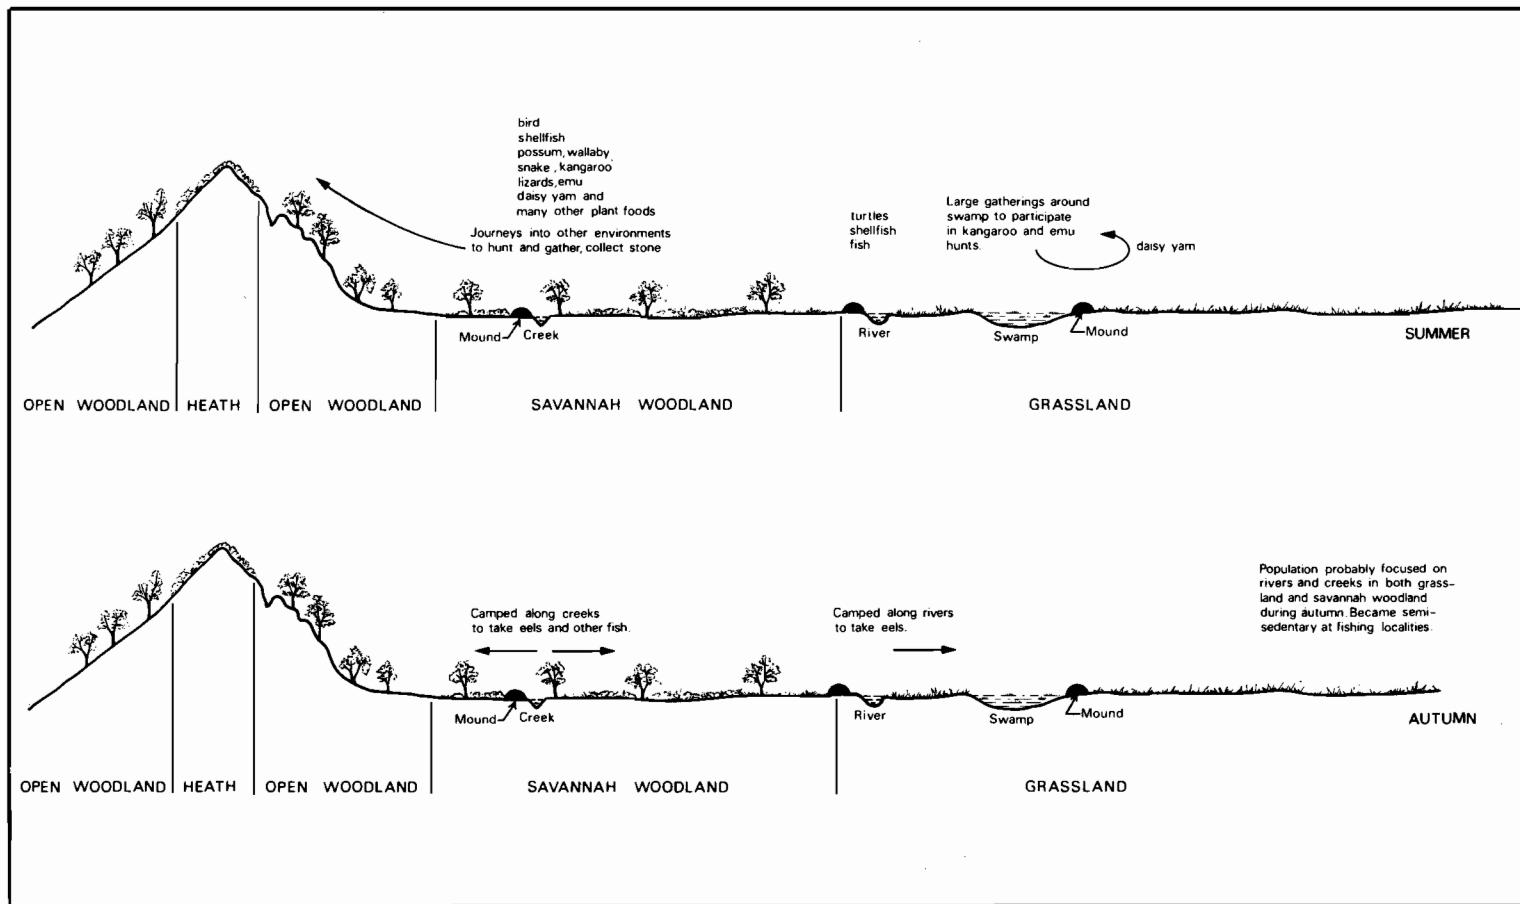 bird
shellfish
possum, wallaby
snake, kangaroo
lizards, emu
daisy yam and
many other plant foods
Journeys into other environments
to hunt and gather, collect stone
turtles
shellfish
fish
Large gatherings around
swamp to participate
in kangaroo and emu
hunts.
daisy yam
Mound
Creek
River
Swamp
Mound
SUMMER
OPEN WOODLAND
HEATH
OPEN WOODLAND
SAVANNAH WOODLAND
GRASSLAND
Camped along creeks
to take eels and other fish.
Camped along rivers
to take eels.
Population probably focused on
rivers and creeks in both grass-
land and savannah woodland
during autumn. Became semi-
sedentary at fishing localities.
Mound
Creek
River
Swamp
Mound
AUTUMN
OPEN WOODLAND
HEATH
OPEN WOODLAND
SAVANNAH WOODLAND
GRASSLAND